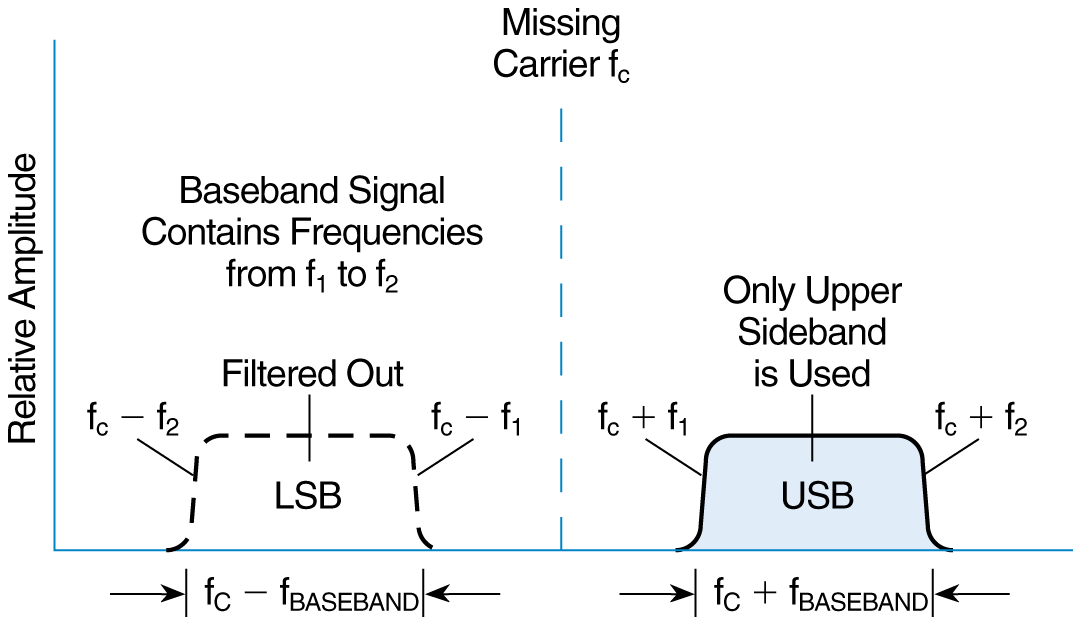 Missing
Carrier fc
Relative Amplitude
Baseband Signal
Contains Frequencies
from f1 to f2
Only Upper
Sideband
is Used
Filtered Out
fc − f2
fc − f1
fc + f1
fc + f2
LSB
USB
fC − fBASEBAND
fC + fBASEBAND